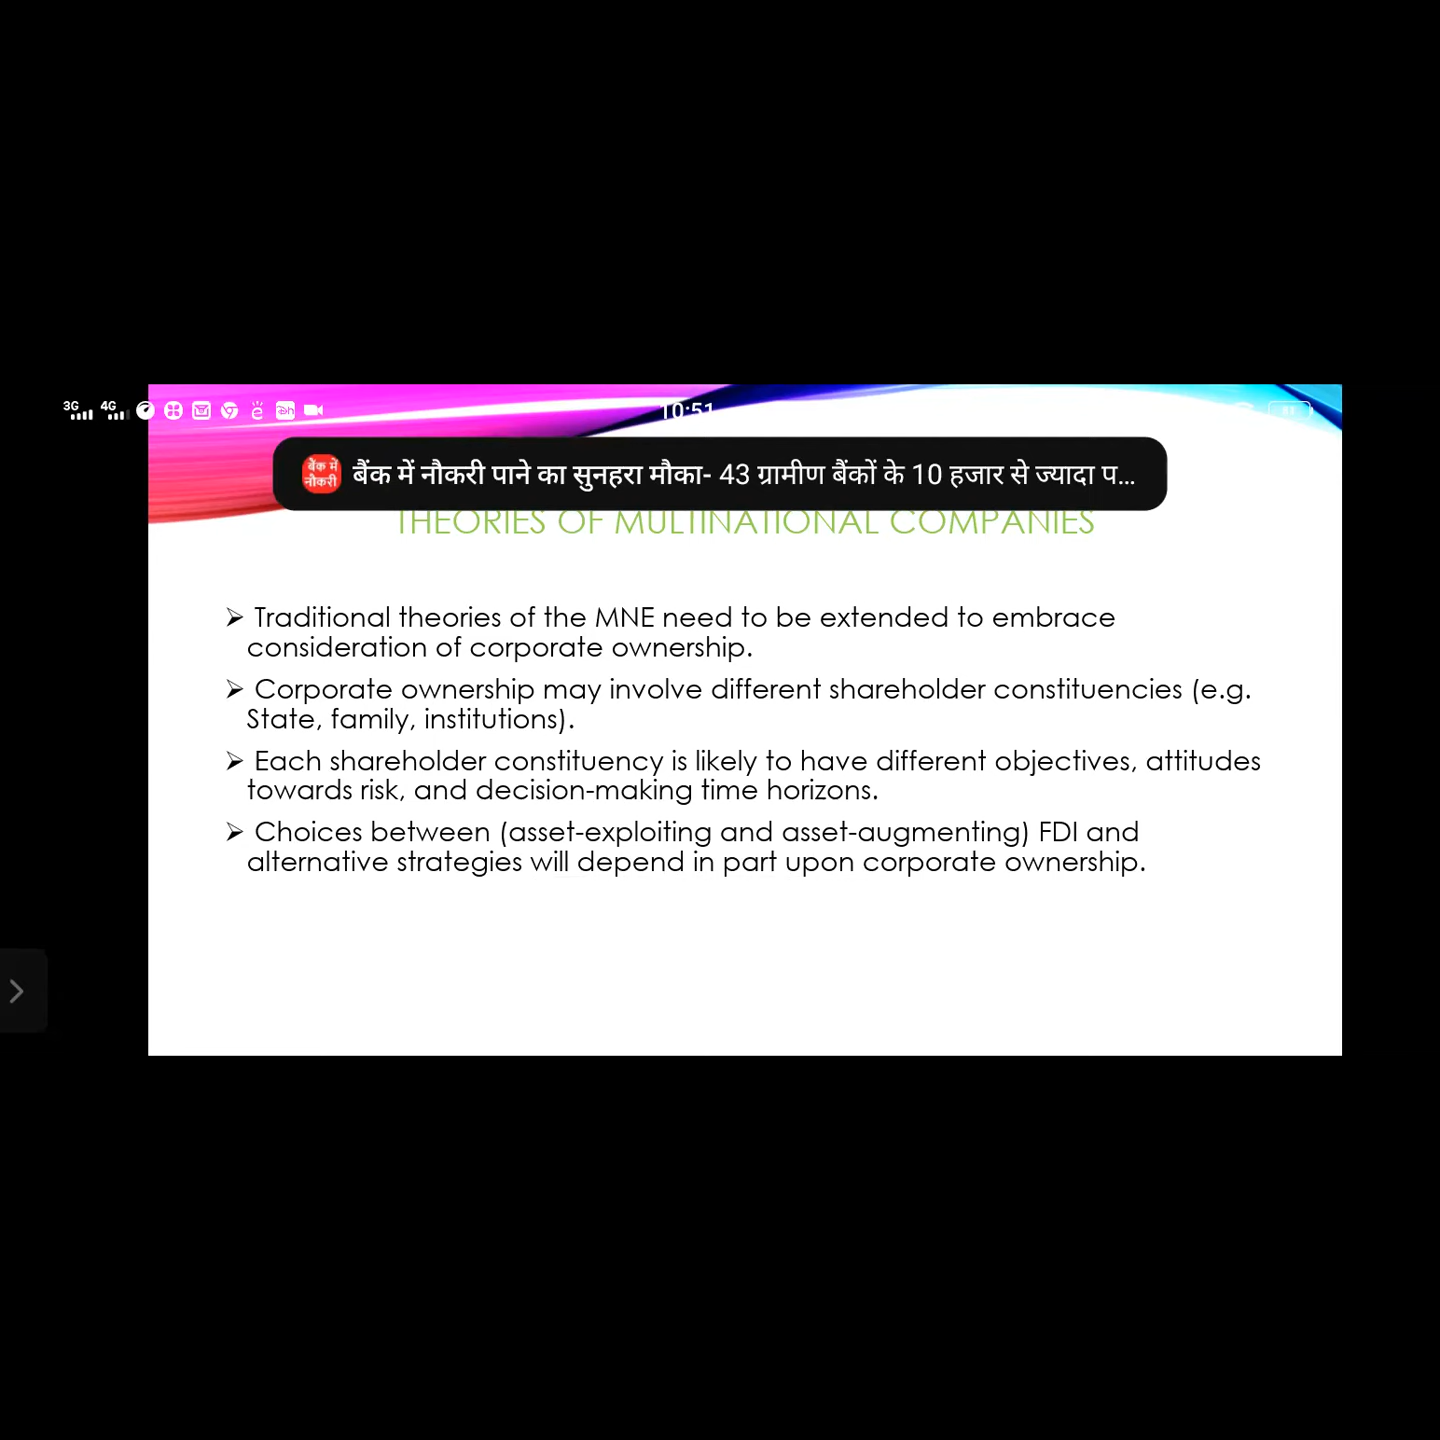 3G 4G 10:51
बैंक में नौकरी
बैंक में नौकरी पाने का सुनहरा मौका- 43 ग्रामीण बैंकों के 10 हजार से ज्यादा प...
THEORIES OF MULTINATIONAL COMPANIES
➢ Traditional theories of the MNE need to be extended to embrace
consideration of corporate ownership.
➢ Corporate ownership may involve different shareholder constituencies (e.g.
State, family, institutions).
➢ Each shareholder constituency is likely to have different objectives, attitudes
towards risk, and decision-making time horizons.
➢ Choices between (asset-exploiting and asset-augmenting) FDI and
alternative strategies will depend in part upon corporate ownership.